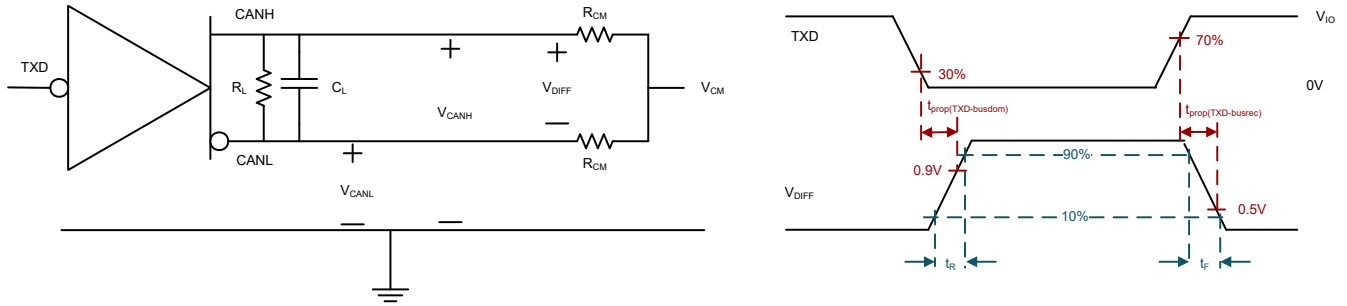 CANH
R_CM
TXD
R_L
C_L
V_DIFF
V_CM
V_CANH
CANL
R_CM
V_CANL
TXD
V_IO
70%
30%
0V
t_prop(TXD-busdom)
t_prop(TXD-busrec)
90%
0.9V
V_DIFF
0.5V
10%
t_R
t_F